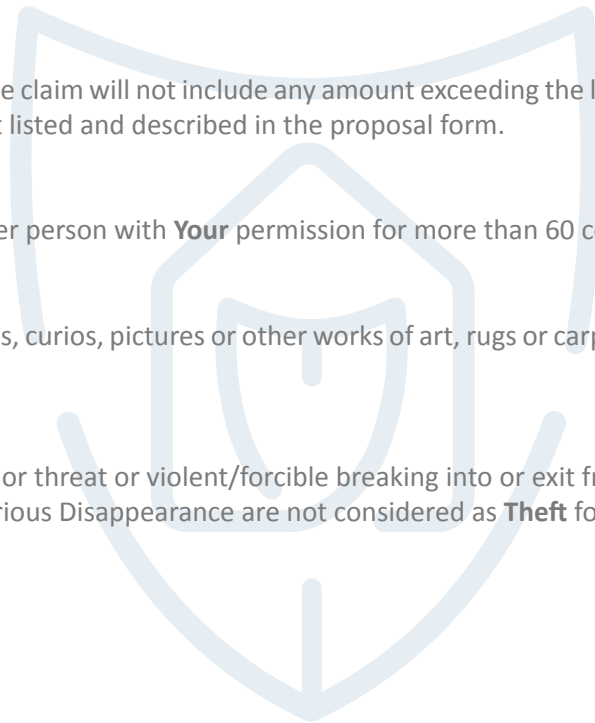 e claim will not include any amount exceeding the l
t listed and described in the proposal form.
er person with Your permission for more than 60 c
s, curios, pictures or other works of art, rugs or carp
or threat or violent/forcible breaking into or exit fr
rious Disappearance are not considered as Theft fo